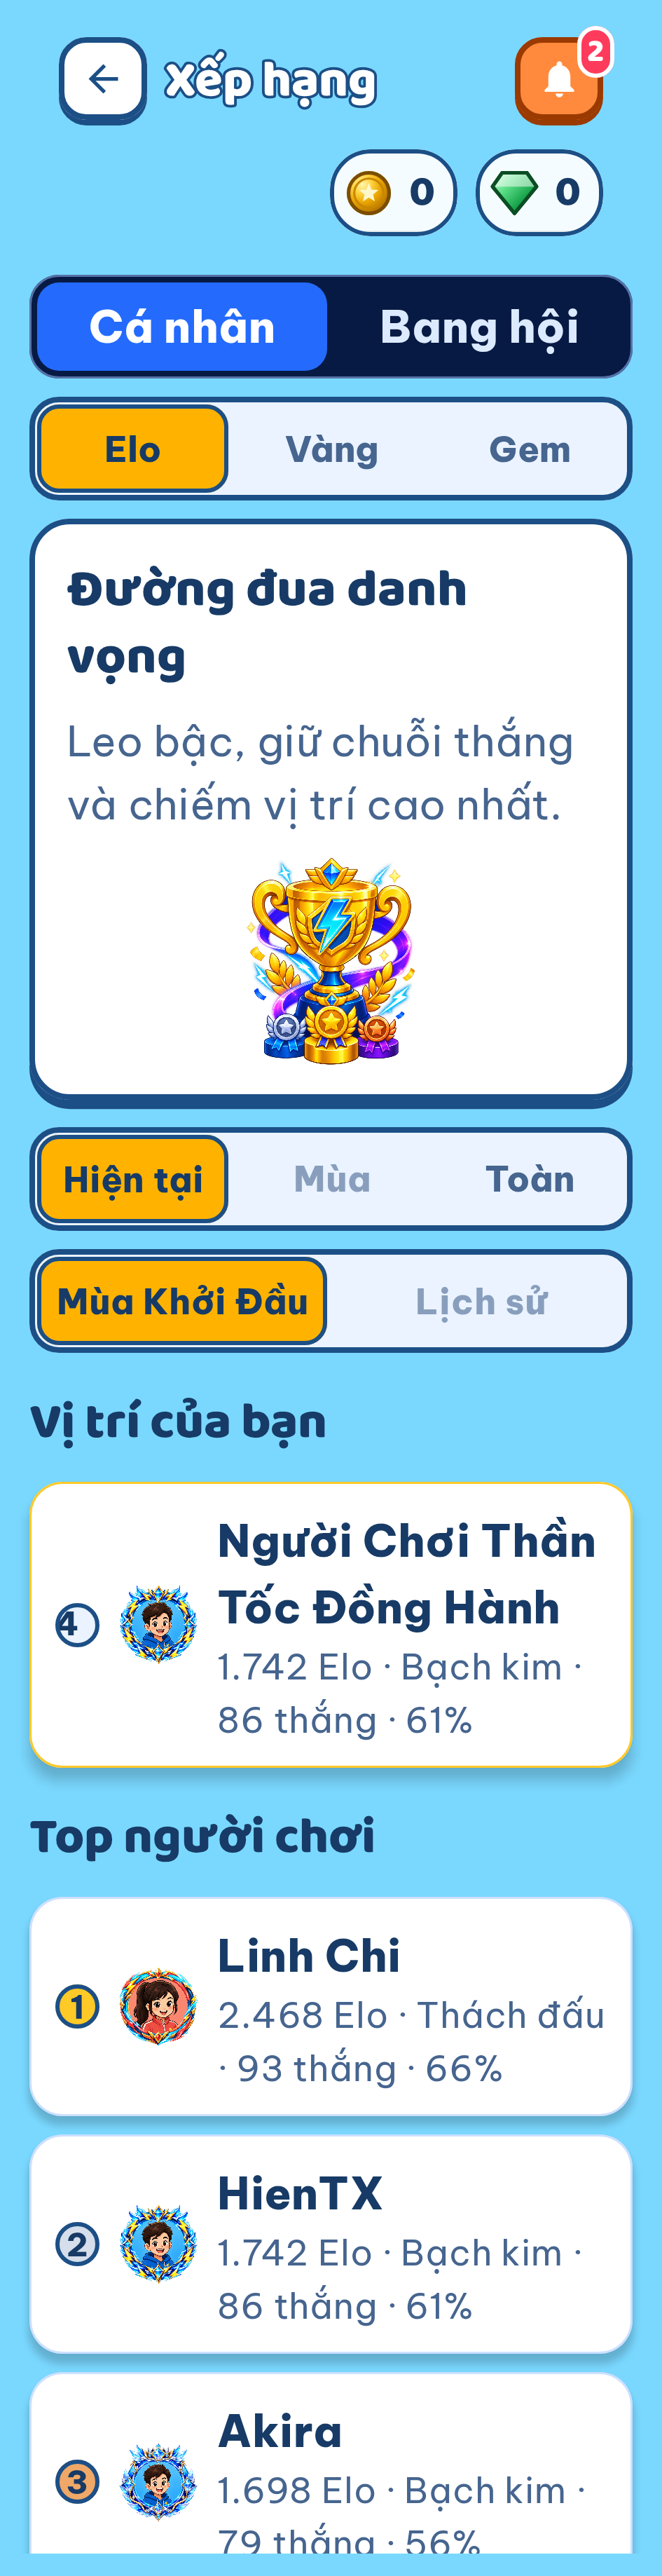 Xếp hạng
2
0
0
Cá nhân
Bang hội
Elo
Vàng
Gem
Đường đua danh
vọng
Leo bậc, giữ chuỗi thắng
và chiếm vị trí cao nhất.
Hiện tại
Mùa
Toàn
Mùa Khởi Đầu
Lịch sử
Vị trí của bạn
4
Người Chơi Thần
Tốc Đồng Hành
1.742 Elo · Bạch kim ·
86 thắng · 61%
Top người chơi
1
Linh Chi
2.468 Elo · Thách đấu
· 93 thắng · 66%
2
HienTX
1.742 Elo · Bạch kim ·
86 thắng · 61%
3
Akira
1.698 Elo · Bạch kim ·
79 thắng · 56%